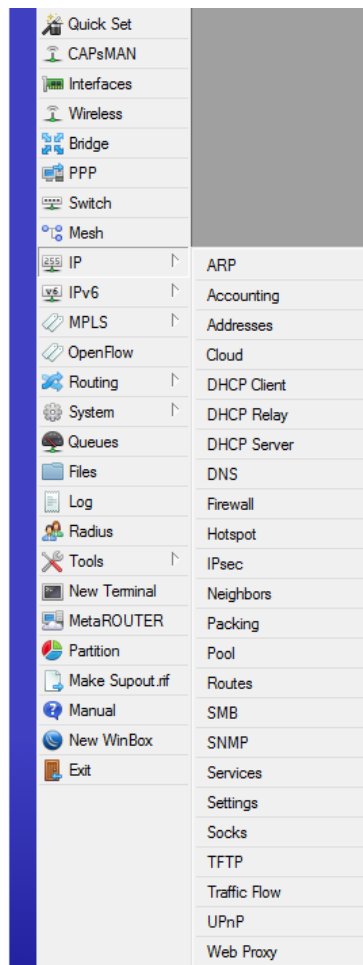 Quick Set
CAPsMAN
Interfaces
Wireless
Bridge
PPP
Switch
Mesh
255 IP
v6 IPv6
MPLS
OpenFlow
Routing
System
Queues
Files
Log
Radius
Tools
New Terminal
MetaROUTER
Partition
Make Supout.rif
Manual
New WinBox
Exit
ARP
Accounting
Addresses
Cloud
DHCP Client
DHCP Relay
DHCP Server
DNS
Firewall
Hotspot
IPsec
Neighbors
Packing
Pool
Routes
SMB
SNMP
Services
Settings
Socks
TFTP
Traffic Flow
UPnP
Web Proxy